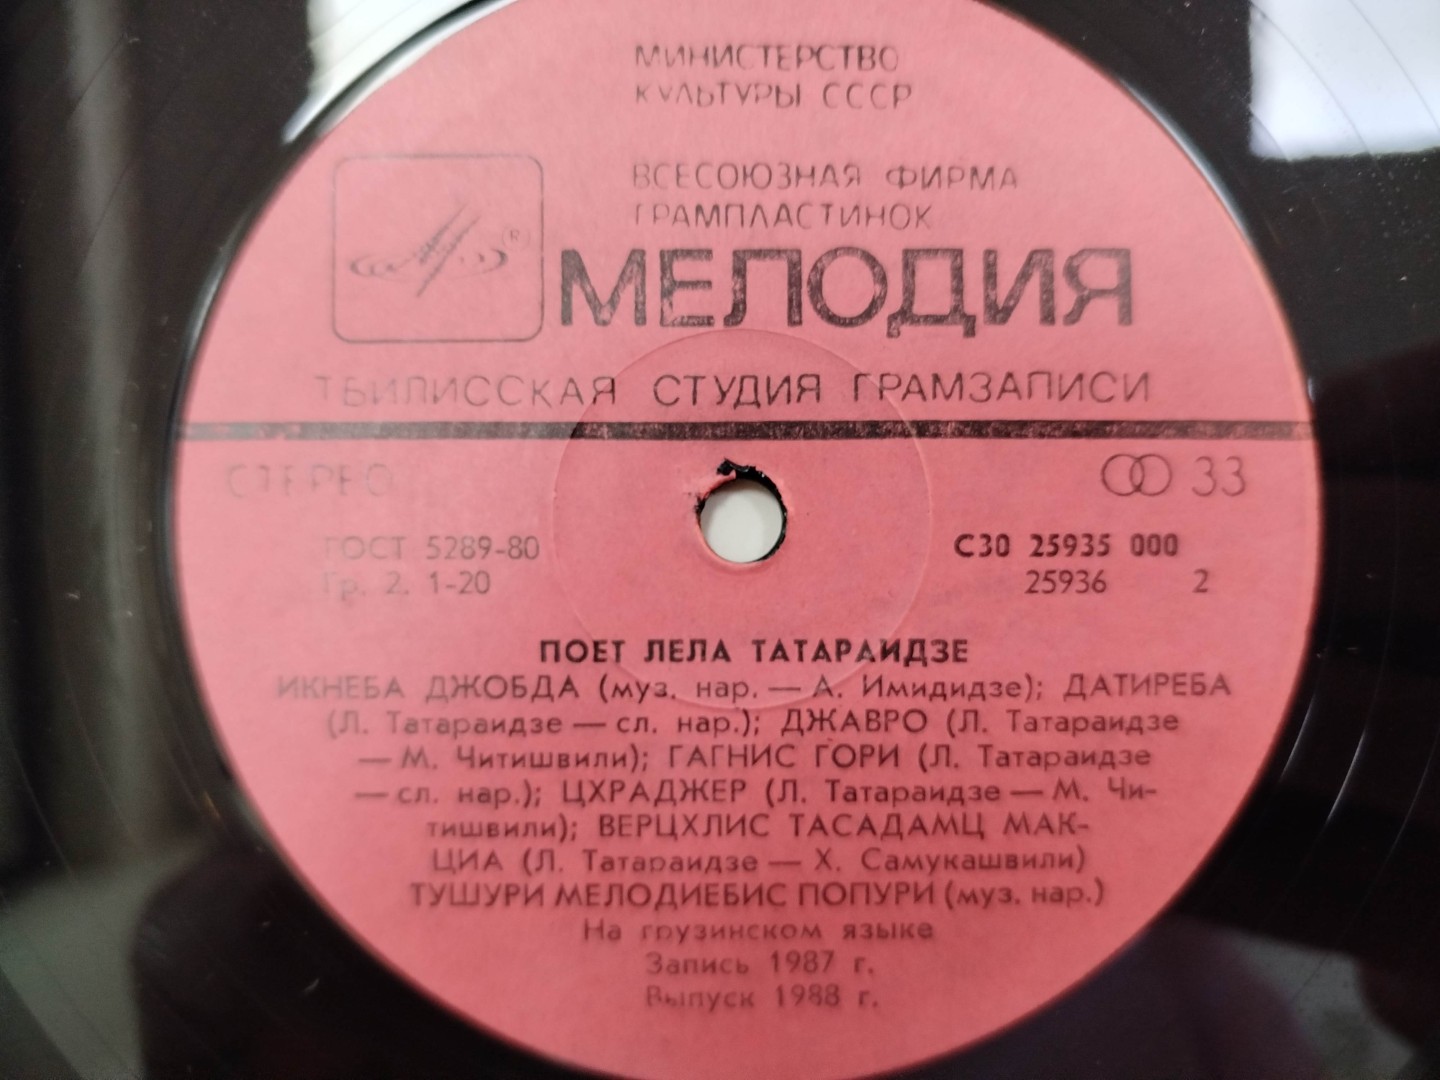 МИНИСТЕРСТВО
КУЛЬТУРЫ СССР
ВСЕСОЮЗНАЯ ФИРМА
ГРАМПЛАСТИНОК
®
МЕЛОДИЯ
ТБИЛИССКАЯ СТУДИЯ ГРАМЗАПИСИ
СТЕРЕО
33
ГОСТ 5289-80
Гр. 2. 1-20
С30 25935 000
25936 2
ПОЕТ ЛЕЛА ТАТАРАИДЗЕ
ИКНЕБА ДЖОБДА (муз. нар. — А. Имидидзе); ДАТИРЕБА
(Л. Татараидзе — сл. нар.); ДЖАВРО (Л. Татараидзе
— М. Читишвили); ГАГНИС ГОРИ (Л. Татараидзе
— сл. нар.); ЦХРАДЖЕР (Л. Татараидзе — М. Чи-
тишвили); ВЕРЦХЛИС ТАСАДАМЦ МАК-
ЦИА (Л. Татараидзе — Х. Самукашвили)
ТУШУРИ МЕЛОДИЕБИС ПОПУРИ (муз. нар.)
На грузинском языке
Запись 1987 г.
Выпуск 1988 г.